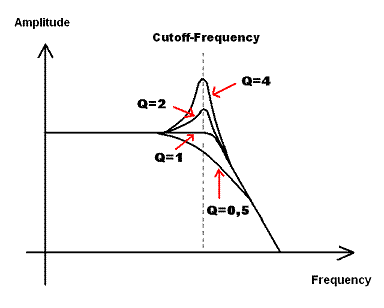 Amplitude
Cutoff-Frequency
Q=4
Q=2
Q=1
Q=0,5
Frequency